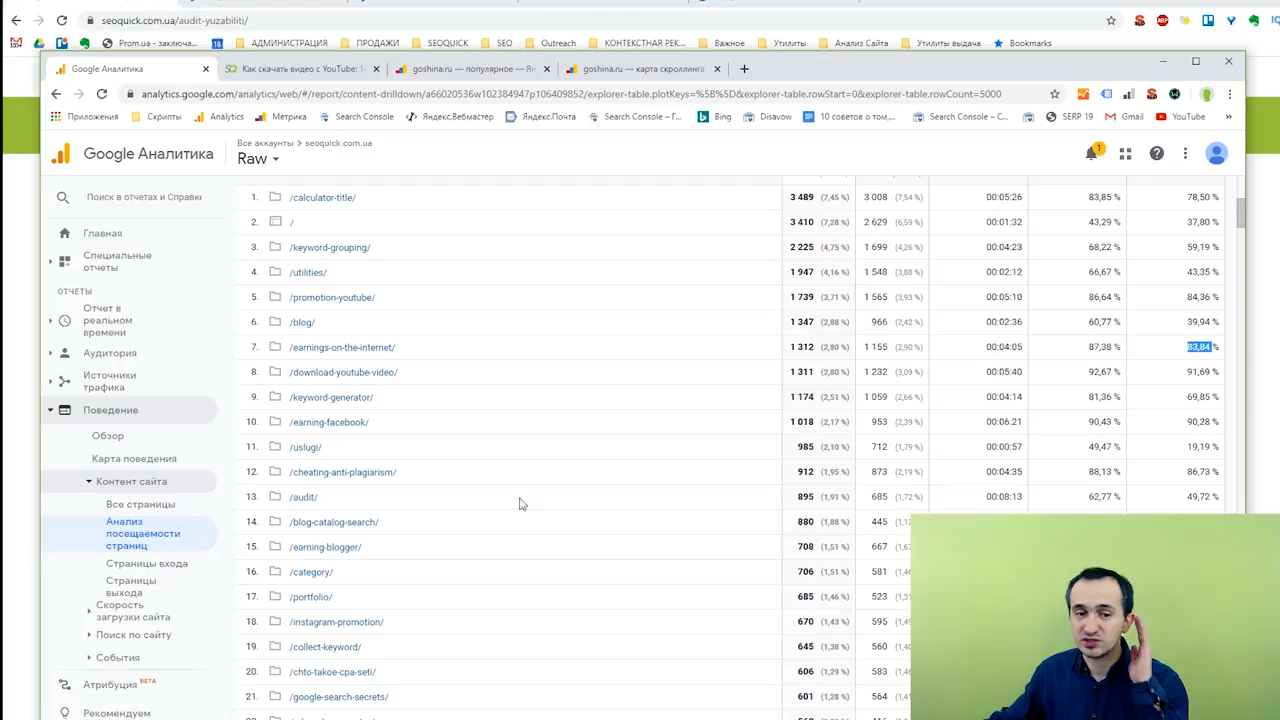 seoquick.com.ua/audit-yuzabiliti/
Prom.ua - заключа...
18
АДМИНИСТРАЦИЯ
ПРОДАЖИ
SEOQUICK
SEO
Outreach
КОНТЕКСТНАЯ РЕК...
Важное
Утилиты
Анализ Сайта
Утилиты выдача
Bookmarks
Google Аналитика
Как скачать видео с YouTube: 1
goshina.ru — популярное — Ян
goshina.ru — карта скроллинга
analytics.google.com/analytics/web/#/report/content-drilldown/a66020536w102384947p106409852/explorer-table.plotKeys=%5B%5D&explorer-table.rowStart=0&explorer-table.rowCount=5000
Приложения
Скрипты
Analytics
Метрика
Search Console
Яндекс.Вебмастер
Яндекс.Почта
Search Console – Г...
Bing
Disavow
10 советов о том,...
Search Console – С...
SERP 19
Gmail
YouTube
»
Google Аналитика
Все аккаунты > seoquick.com.ua
Raw
1
Поиск в отчетах и Справке
Главная
Специальные
отчеты
ОТЧЕТЫ
Отчет в
реальном
времени
Аудитория
Источники
трафика
Поведение
Обзор
Карта поведения
Контент сайта
Все страницы
Анализ
посещаемости
страниц
Страницы входа
Страницы
выхода
Скорость
загрузки сайта
Поиск по сайту
События
Атрибуция БЕТА
Рекомендуем
1. /calculator-title/ 3 489 (7,45 %) 3 008 (7,54 %) 00:05:26 83,85 % 78,50 %
2. / 3 410 (7,28 %) 2 629 (6,59 %) 00:01:32 43,29 % 37,80 %
3. /keyword-grouping/ 2 225 (4,75 %) 1 699 (4,26 %) 00:04:23 68,22 % 59,19 %
4. /utilities/ 1 947 (4,16 %) 1 548 (3,88 %) 00:02:12 66,67 % 43,35 %
5. /promotion-youtube/ 1 739 (3,71 %) 1 565 (3,93 %) 00:05:10 86,64 % 84,36 %
6. /blog/ 1 347 (2,88 %) 966 (2,42 %) 00:02:36 60,77 % 39,94 %
7. /earnings-on-the-internet/ 1 312 (2,80 %) 1 155 (2,90 %) 00:04:05 87,38 % 83,84 %
8. /download-youtube-video/ 1 311 (2,80 %) 1 232 (3,09 %) 00:05:40 92,67 % 91,69 %
9. /keyword-generator/ 1 174 (2,51 %) 1 059 (2,66 %) 00:04:14 81,36 % 69,85 %
10. /earning-facebook/ 1 018 (2,17 %) 953 (2,39 %) 00:06:21 90,43 % 90,28 %
11. /uslugi/ 985 (2,10 %) 712 (1,79 %) 00:00:57 49,47 % 19,19 %
12. /cheating-anti-plagiarism/ 912 (1,95 %) 873 (2,19 %) 00:04:35 88,13 % 86,73 %
13. /audit/ 895 (1,91 %) 685 (1,72 %) 00:08:13 62,77 % 49,72 %
14. /blog-catalog-search/ 880 (1,88 %) 445 (1,12
15. /earning-blogger/ 708 (1,51 %) 667 (1,67
16. /category/ 706 (1,51 %) 581 (1,46
17. /portfolio/ 685 (1,46 %) 523 (1,31
18. /instagram-promotion/ 670 (1,43 %) 595 (1,49
19. /collect-keyword/ 645 (1,38 %) 560 (1,40
20. /chto-takoe-cpa-seti/ 606 (1,29 %) 583 (1,46
21. /google-search-secrets/ 601 (1,28 %) 564 (1,41